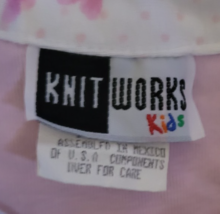 KNIT WORKS
Kids
ASSEMBLED IN MEXICO
OF U.S.A COMPONENTS
OVER FOR CARE